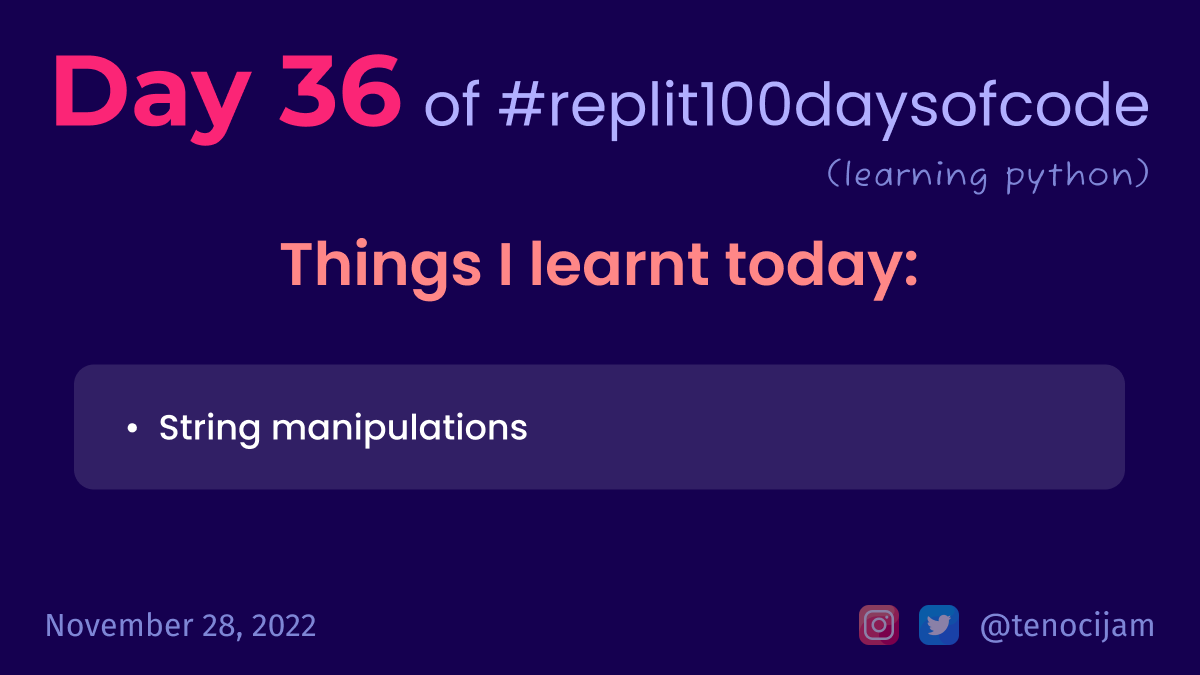 Day 36 of #replit100daysofcode
(learning python)
Things I learnt today:
• String manipulations
November 28, 2022
@tenocijam